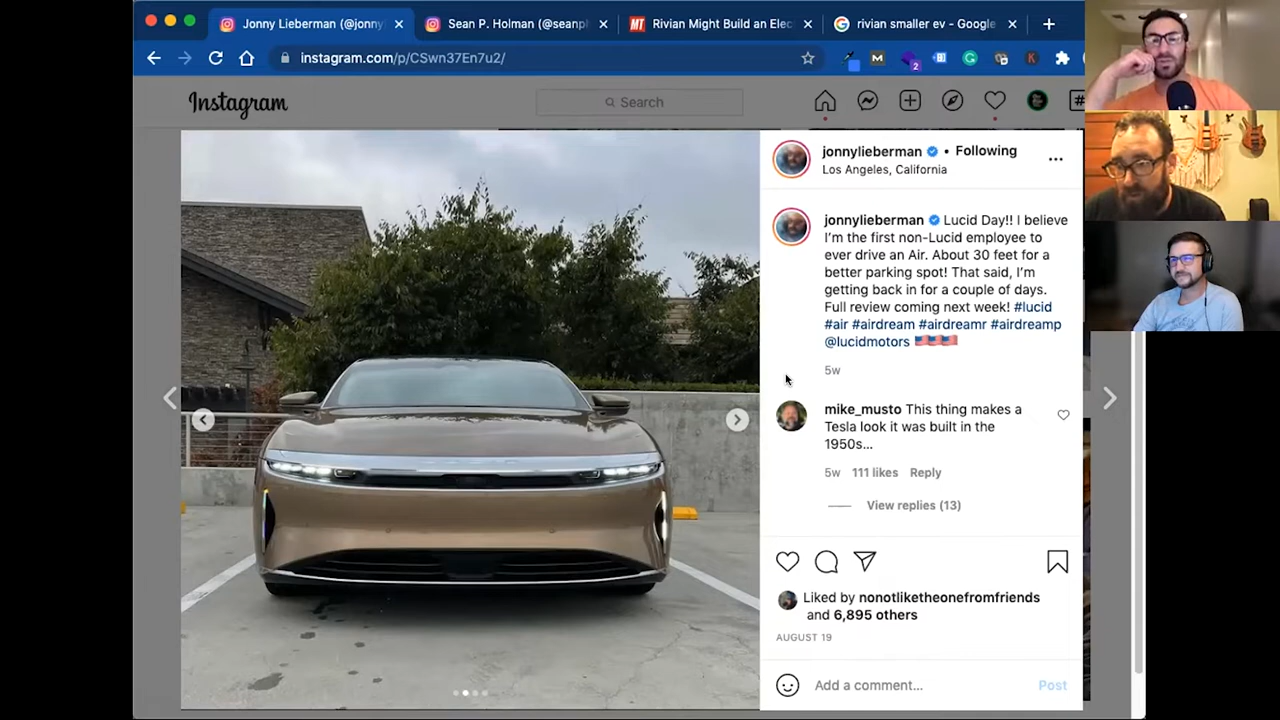 Jonny Lieberman (@jonny
Sean P. Holman (@seanp
MT
Rivian Might Build an Elec
rivian smaller ev - Google
instagram.com/p/CSwn37En7u2/
M
2
K
Instagram
Search
#
jonnylieberman • Following
Los Angeles, California
jonnylieberman Lucid Day!! I believe
I'm the first non-Lucid employee to
ever drive an Air. About 30 feet for a
better parking spot! That said, I'm
getting back in for a couple of days.
Full review coming next week! #lucid
#air #airdream #airdreamr #airdreamp
@lucidmotors
5w
mike_musto This thing makes a
Tesla look it was built in the
1950s...
5w 111 likes Reply
View replies (13)
Liked by nonotliketheonefromfriends
and 6,895 others
AUGUST 19
Add a comment...
Post